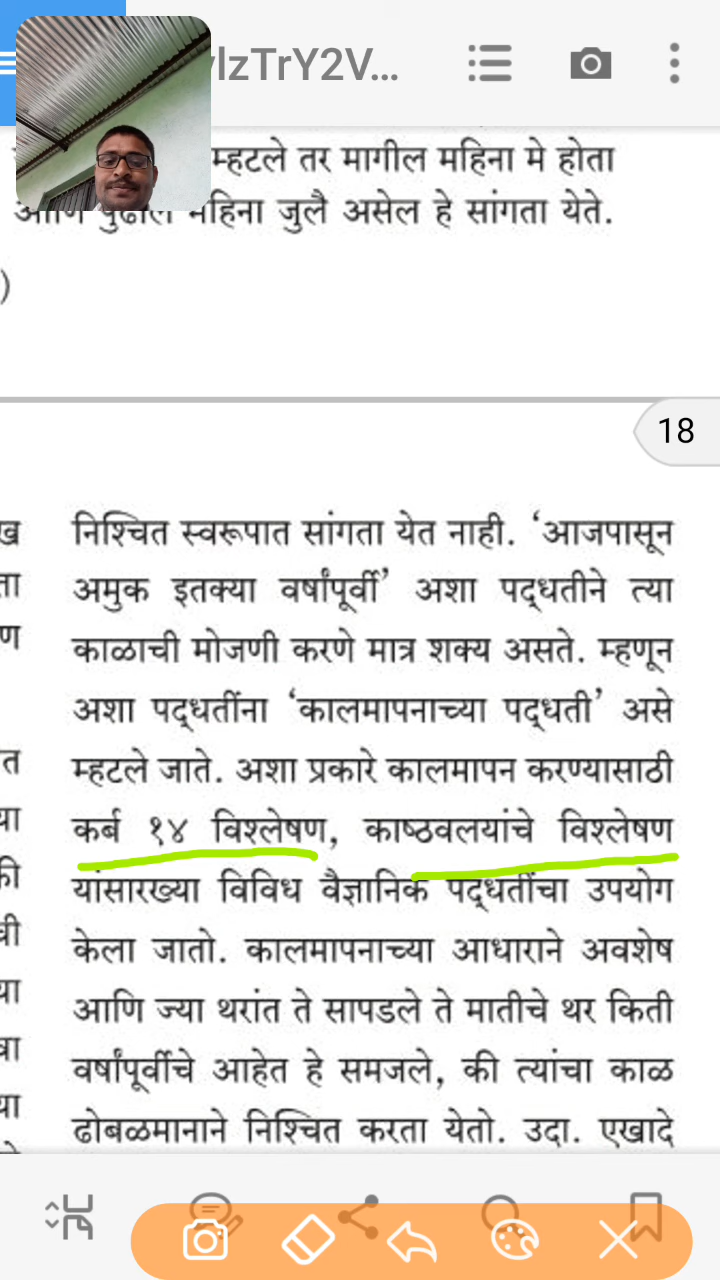 lzTrY2V...
म्हटले तर मागील महिना मे होता
महिना जुलै असेल हे सांगता येते.
)
18
निश्चित स्वरूपात सांगता येत नाही. ‘आजपासून
अमुक इतक्या वर्षांपूर्वी’ अशा पद्धतीने त्या
काळाची मोजणी करणे मात्र शक्य असते. म्हणून
अशा पद्धतींना ‘कालमापनाच्या पद्धती’ असे
म्हटले जाते. अशा प्रकारे कालमापन करण्यासाठी
कर्ब १४ विश्लेषण, काष्ठवलयांचे विश्लेषण
यांसारख्या विविध वैज्ञानिक पद्धतींचा उपयोग
केला जातो. कालमापनाच्या आधाराने अवशेष
आणि ज्या थरांत ते सापडले ते मातीचे थर किती
वर्षांपूर्वीचे आहेत हे समजले, की त्यांचा काळ
ढोबळमानाने निश्चित करता येतो. उदा. एखादे